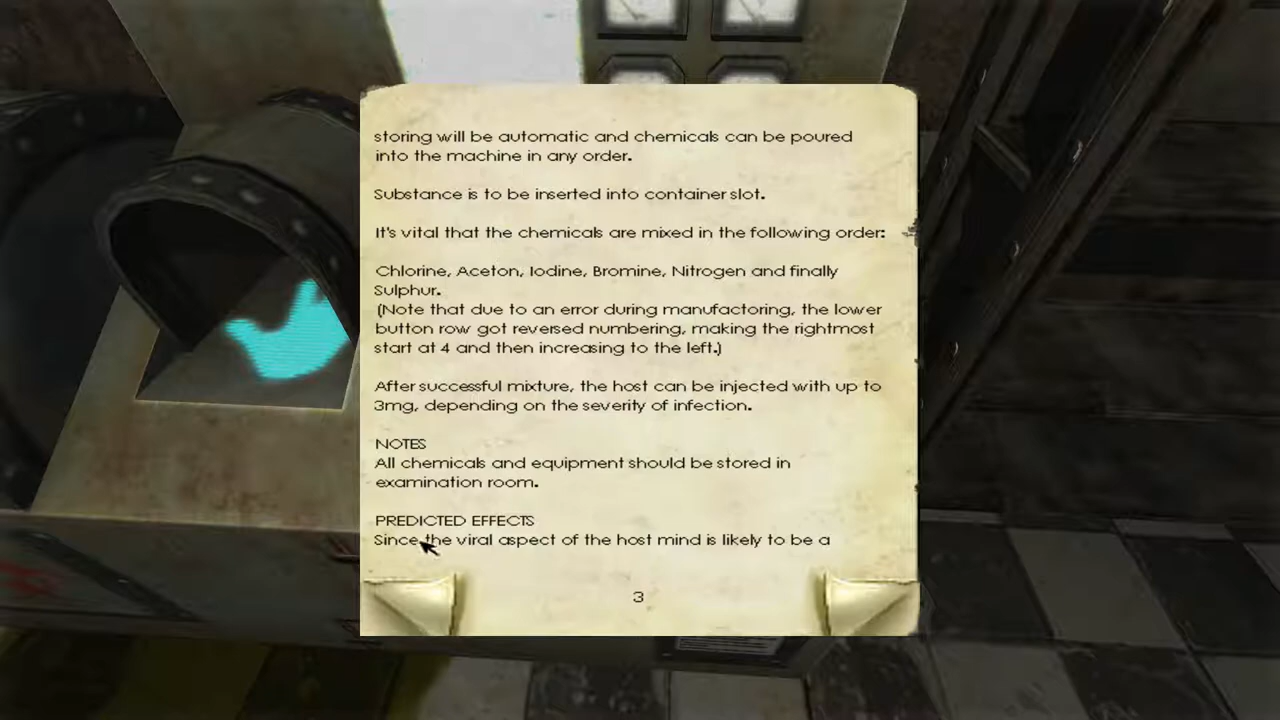 storing will be automatic and chemicals can be poured
into the machine in any order.
Substance is to be inserted into container slot.
It's vital that the chemicals are mixed in the following order:
Chlorine, Aceton, Iodine, Bromine, Nitrogen and finally
Sulphur.
(Note that due to an error during manufactoring, the lower
button row got reversed numbering, making the rightmost
start at 4 and then increasing to the left.)
After successful mixture, the host can be injected with up to
3mg, depending on the severity of infection.
NOTES
All chemicals and equipment should be stored in
examination room.
PREDICTED EFFECTS
Since the viral aspect of the host mind is likely to be a
3